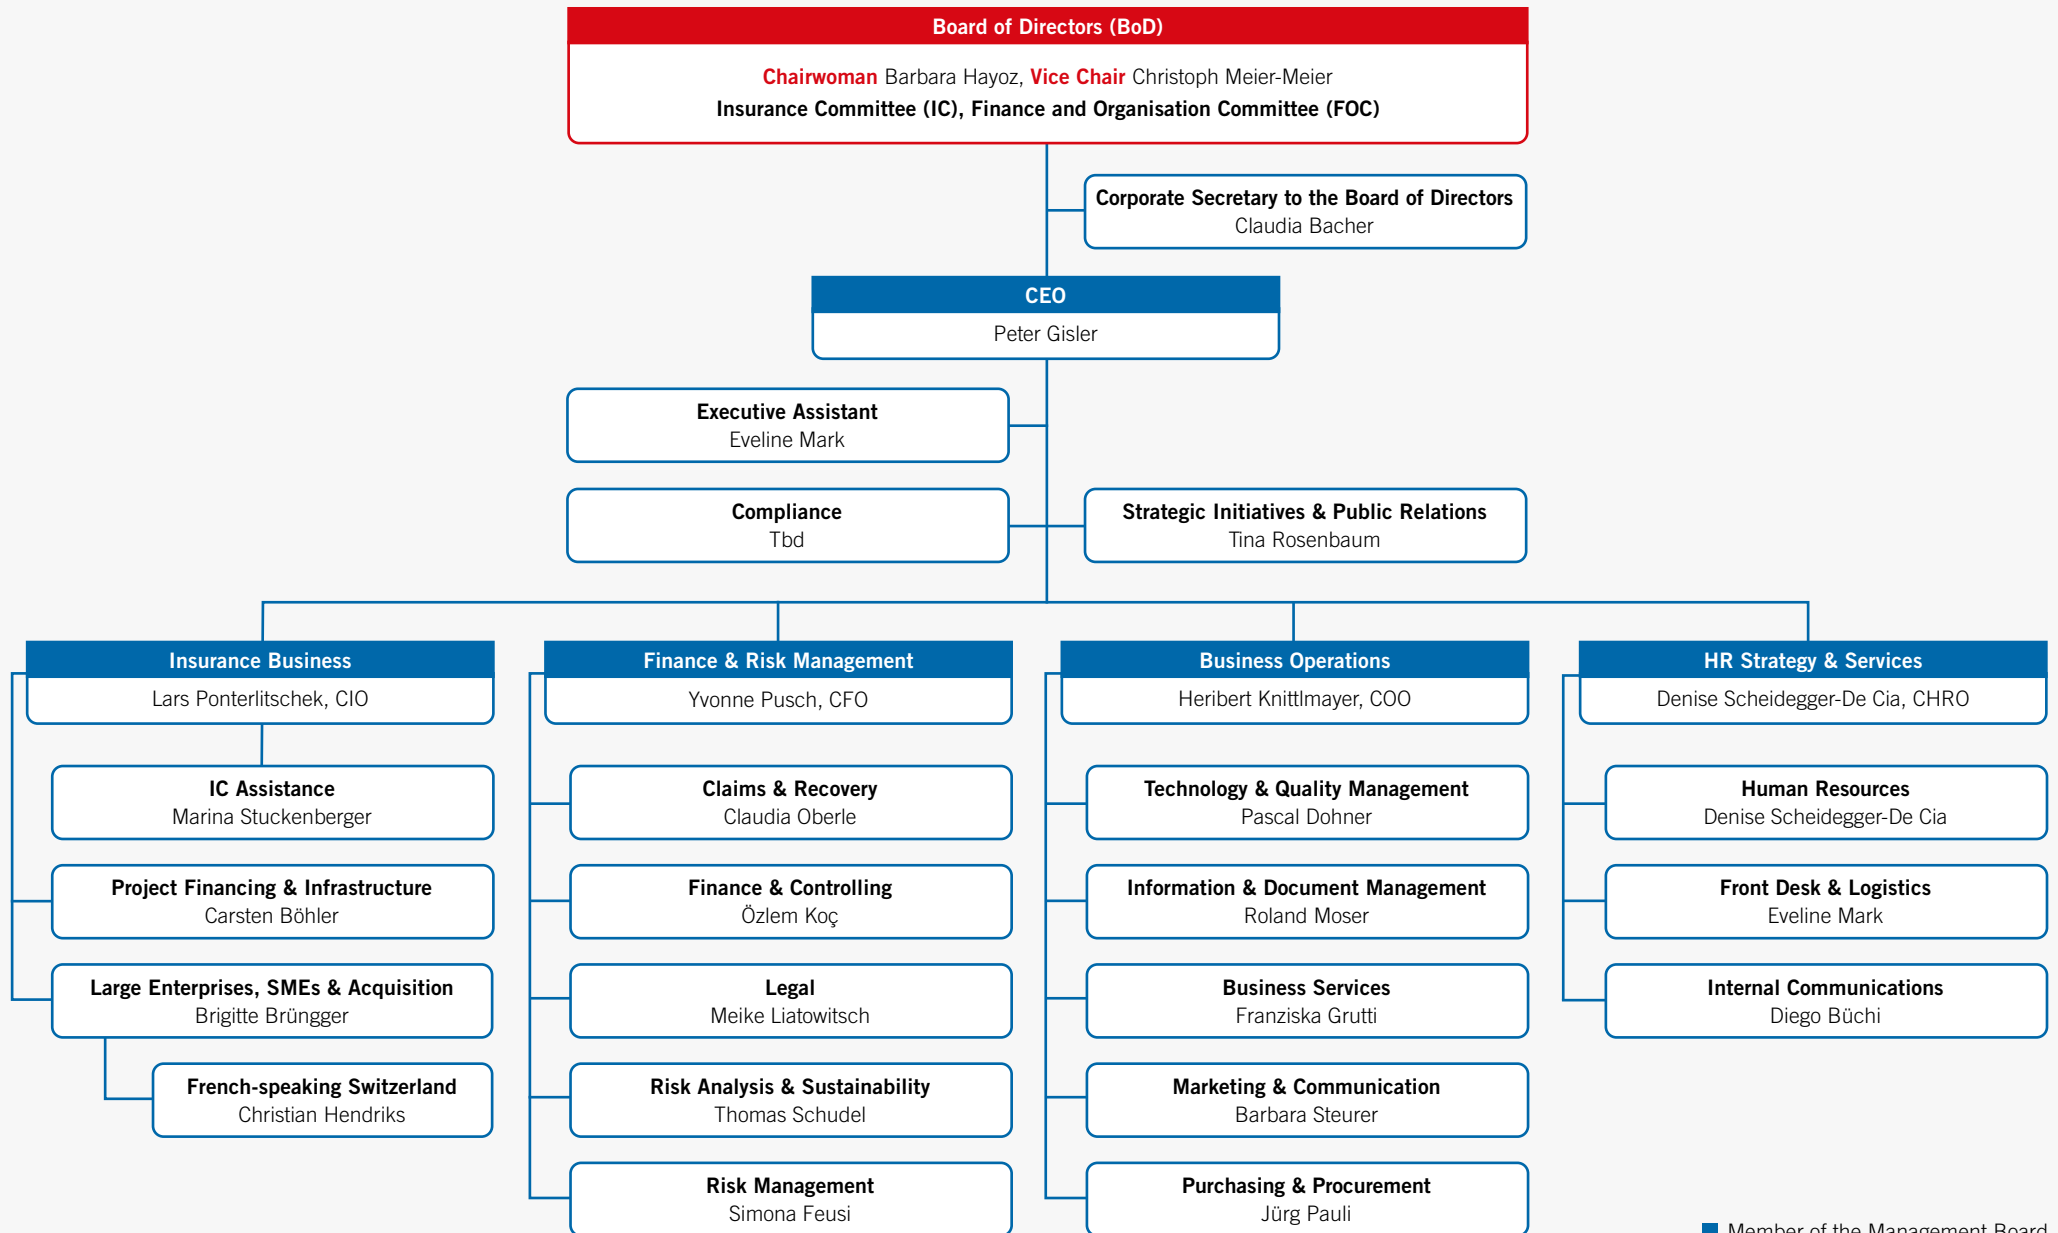 Board of Directors (BoD)
Chairwoman Barbara Hayoz, Vice Chair Christoph Meier-Meier
Insurance Committee (IC), Finance and Organisation Committee (FOC)
Corporate Secretary to the Board of Directors
Claudia Bacher
CEO
Peter Gisler
Executive Assistant
Eveline Mark
Compliance
Tbd
Strategic Initiatives & Public Relations
Tina Rosenbaum
Insurance Business
Lars Ponterlitschek, CIO
IC Assistance
Marina Stuckenberger
Project Financing & Infrastructure
Carsten Böhler
Large Enterprises, SMEs & Acquisition
Brigitte Brüngger
French-speaking Switzerland
Christian Hendriks
Finance & Risk Management
Yvonne Pusch, CFO
Claims & Recovery
Claudia Oberle
Finance & Controlling
Özlem Koç
Legal
Meike Liatowitsch
Risk Analysis & Sustainability
Thomas Schudel
Risk Management
Simona Feusi
Business Operations
Heribert Knittlmayer, COO
Technology & Quality Management
Pascal Dohner
Information & Document Management
Roland Moser
Business Services
Franziska Grutti
Marketing & Communication
Barbara Steurer
Purchasing & Procurement
Jürg Pauli
HR Strategy & Services
Denise Scheidegger-De Cia, CHRO
Human Resources
Denise Scheidegger-De Cia
Front Desk & Logistics
Eveline Mark
Internal Communications
Diego Büchi
Member of the Management Board